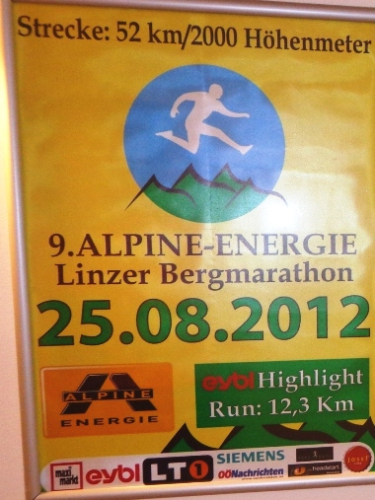 Strecke: 52 km/2000 Höhenmeter
9.ALPINE-ENERGIE
Linzer Bergmarathon
25.08.2012
ALPINE
ENERGIE
eybl Highlight
Run: 12,3 Km
maxi
markt
eybl
LT1
SIEMENS
OÖNachrichten
JOSEF